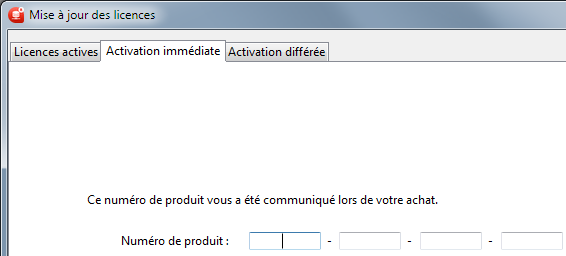 Mise à jour des licences
Licences actives Activation immédiate Activation différée
Ce numéro de produit vous a été communiqué lors de votre achat.
Numéro de produit : - - -